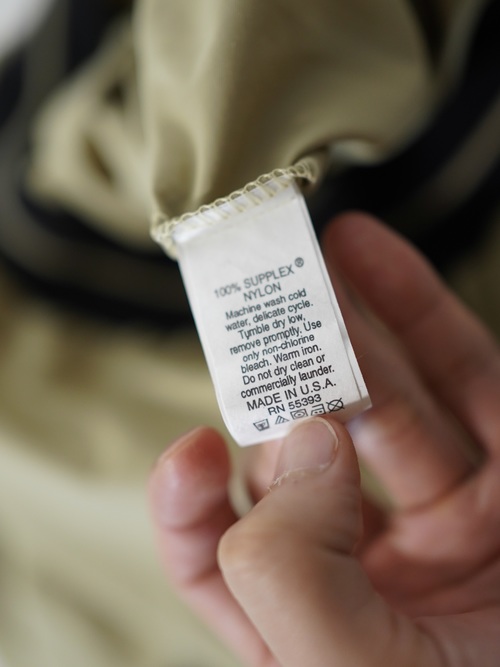 100% SUPPLEX®
NYLON
Machine wash cold
water, delicate cycle.
Tumble dry low,
remove promptly. Use
only non-chlorine
bleach. Warm iron.
Do not dry clean or
commercially launder.
MADE IN U.S.A.
RN 55393